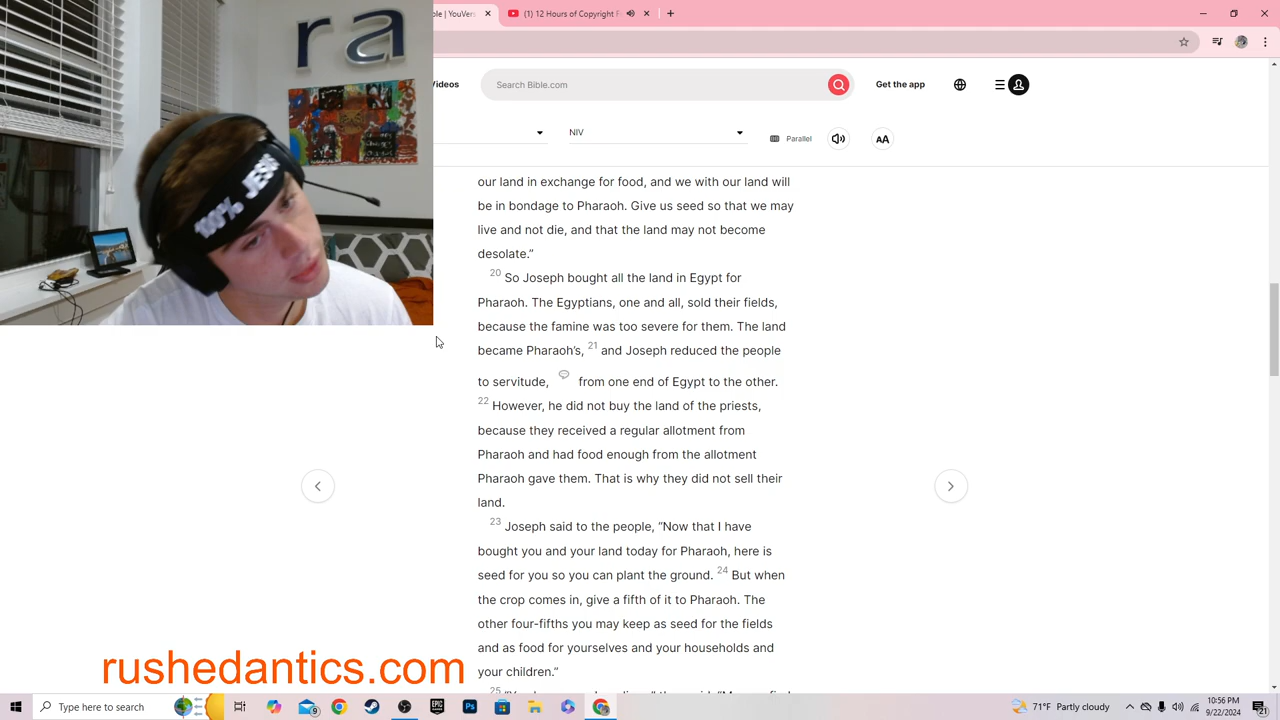 ra
100% JESUS
ble | YouVers
(1) 12 Hours of Copyright F
Videos
Search Bible.com
Get the app
NIV
Parallel
AA
our land in exchange for food, and we with our land will
be in bondage to Pharaoh. Give us seed so that we may
live and not die, and that the land may not become
desolate.”
20 So Joseph bought all the land in Egypt for
Pharaoh. The Egyptians, one and all, sold their fields,
because the famine was too severe for them. The land
became Pharaoh’s, 21 and Joseph reduced the people
to servitude, from one end of Egypt to the other.
22 However, he did not buy the land of the priests,
because they received a regular allotment from
Pharaoh and had food enough from the allotment
Pharaoh gave them. That is why they did not sell their
land.
23 Joseph said to the people, “Now that I have
bought you and your land today for Pharaoh, here is
seed for you so you can plant the ground. 24 But when
the crop comes in, give a fifth of it to Pharaoh. The
other four-fifths you may keep as seed for the fields
and as food for yourselves and your households and
your children.”
25
rushedantics.com
Type here to search
9
EPIC
Ps
71°F Partly cloudy
10:56 PM
9/22/2024